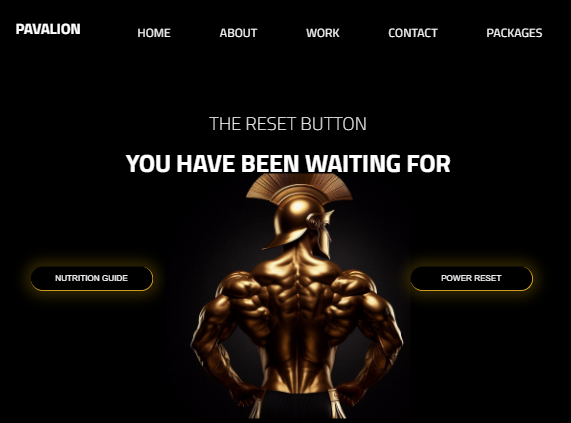 PAVALION
HOME ABOUT WORK CONTACT PACKAGES
THE RESET BUTTON
YOU HAVE BEEN WAITING FOR
NUTRITION GUIDE
POWER RESET